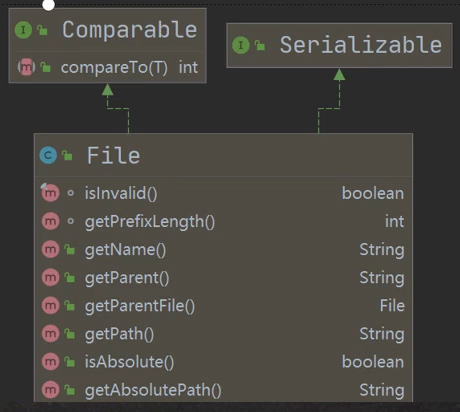 Comparable
compareTo(T) int
Serializable
File
isInvalid() boolean
getPrefixLength() int
getName() String
getParent() String
getParentFile() File
getPath() String
isAbsolute() boolean
getAbsolutePath() String